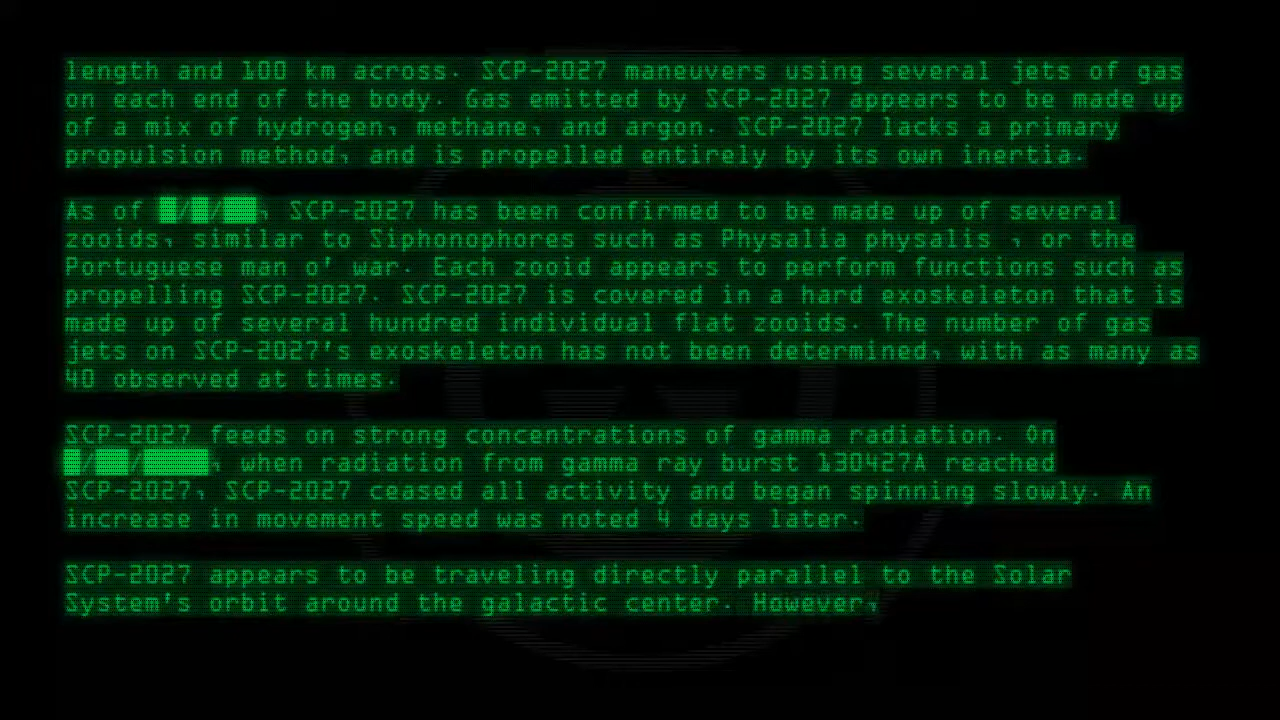 length and 100 km across. SCP-2027 maneuvers using several jets of gas
on each end of the body. Gas emitted by SCP-2027 appears to be made up
of a mix of hydrogen, methane, and argon. SCP-2027 lacks a primary
propulsion method, and is propelled entirely by its own inertia.
As of █/█/██, SCP-2027 has been confirmed to be made up of several
zooids, similar to Siphonophores such as Physalia physalis , or the
Portuguese man o' war. Each zooid appears to perform functions such as
propelling SCP-2027. SCP-2027 is covered in a hard exoskeleton that is
made up of several hundred individual flat zooids. The number of gas
jets on SCP-2027's exoskeleton has not been determined, with as many as
40 observed at times.
SCP-2027 feeds on strong concentrations of gamma radiation. On
█/██/████, when radiation from gamma ray burst 130427A reached
SCP-2027, SCP-2027 ceased all activity and began spinning slowly. An
increase in movement speed was noted 4 days later.
SCP-2027 appears to be traveling directly parallel to the Solar
System's orbit around the galactic center. However,